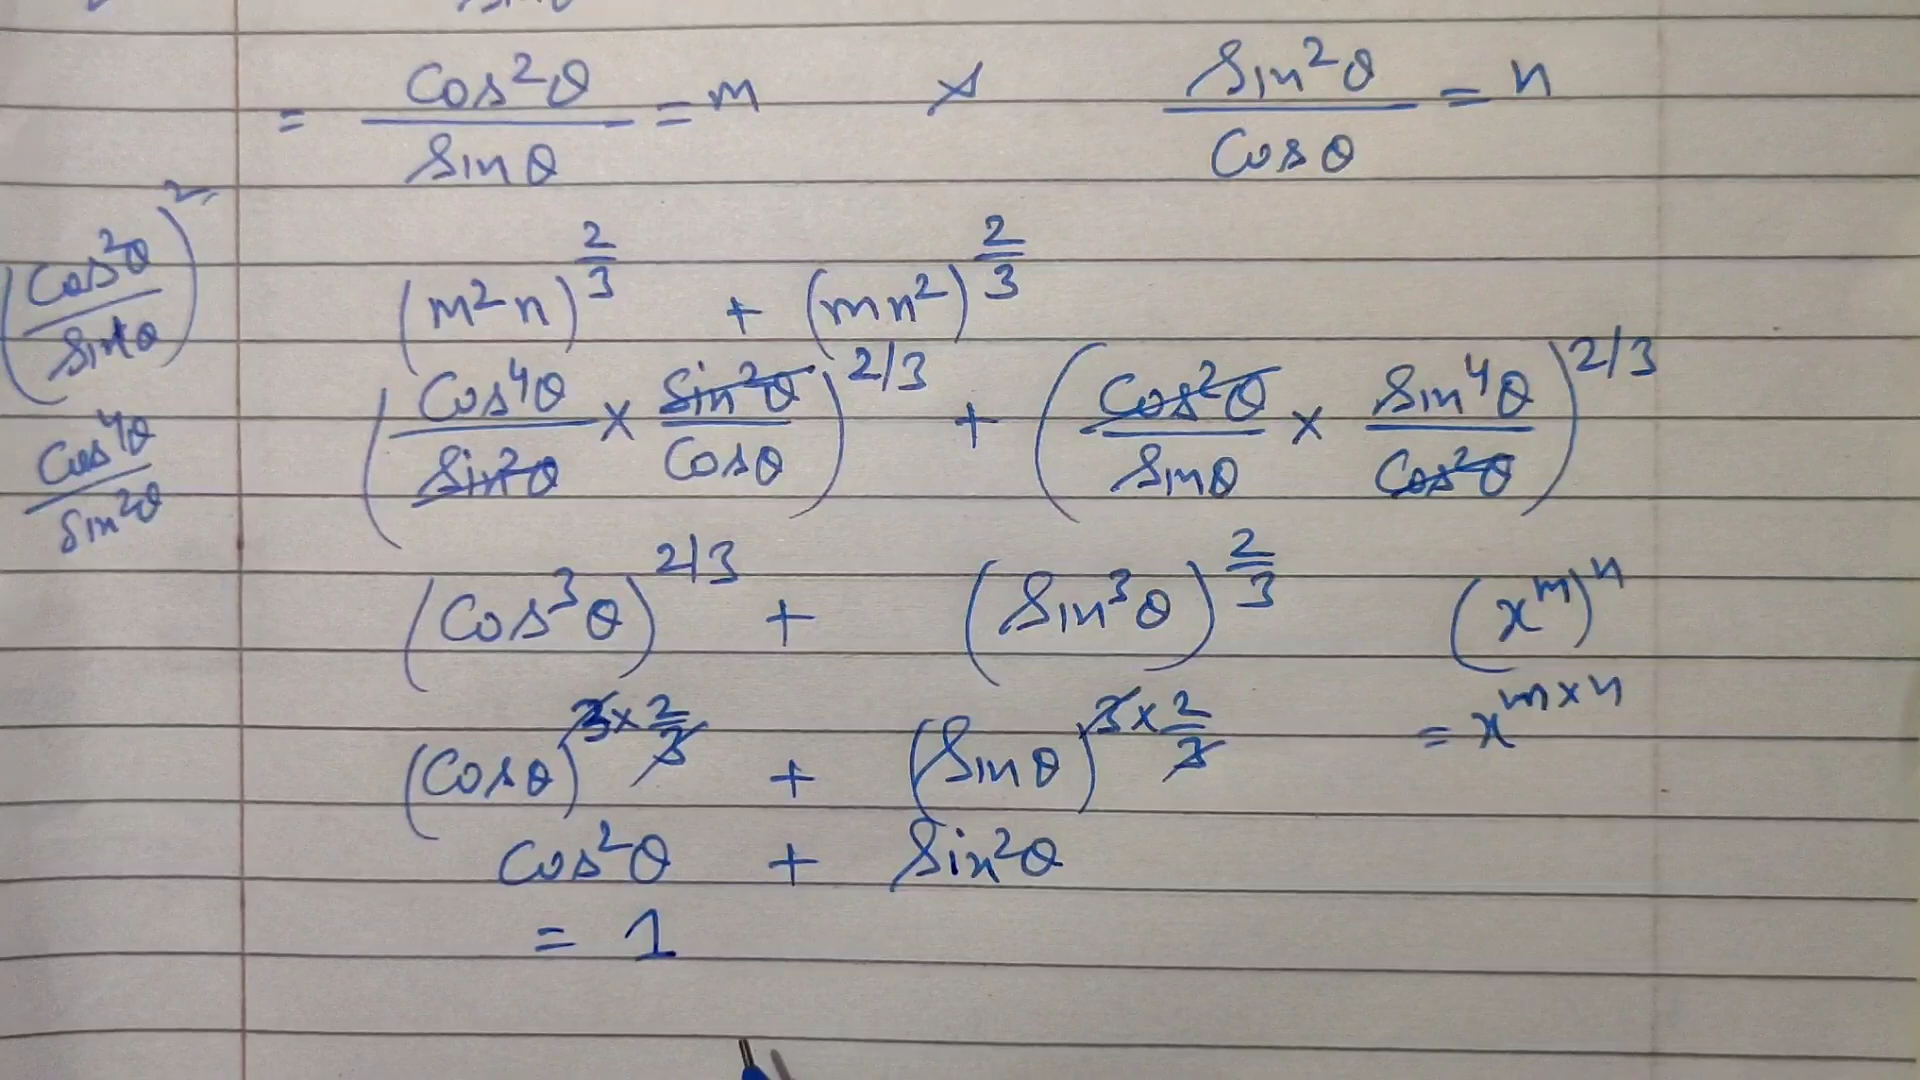 = Cos²θ/Sinθ = m & Sin²θ/Cosθ = n
(Cos²θ/Sinθ)²
(m²n)^2/3 + (mn²)^2/3
Cos⁴θ/Sin²θ
(Cos⁴θ/Sin²θ × Sin²θ/Cosθ)^2/3 + (Cos²θ/Sinθ × Sin⁴θ/Cos²θ)^2/3
(Cos³θ)^2/3 + (Sin³θ)^2/3 (x^m)^n
(Cosθ)^3×2/3 + (Sinθ)^3×2/3 = x^m×n
Cos²θ + Sin²θ
= 1